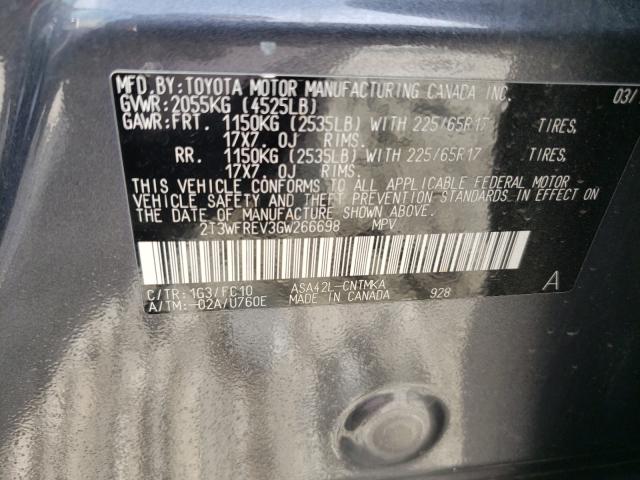 MFD.BY:TOYOTA MOTOR MANUFACTURING CANADA INC. 03/
GVWR:2055KG (4525LB)
GAWR:FRT. 1150KG (2535LB) WITH 225/65R17 TIRES,
17X7.0J RIMS.
RR. 1150KG (2535LB) WITH 225/65R17 TIRES,
17X7.0J RIMS.
THIS VEHICLE CONFORMS TO ALL APPLICABLE FEDERAL MOTOR
VEHICLE SAFETY AND THEFT PREVENTION STANDARDS IN EFFECT ON
THE DATE OF MANUFACTURE SHOWN ABOVE.
2T3WFREV3GW266698 MPV
C/TR:1G3/FC10 ASA42L-CNTMKA A
A/TM:-02A/U760E MADE IN CANADA 928